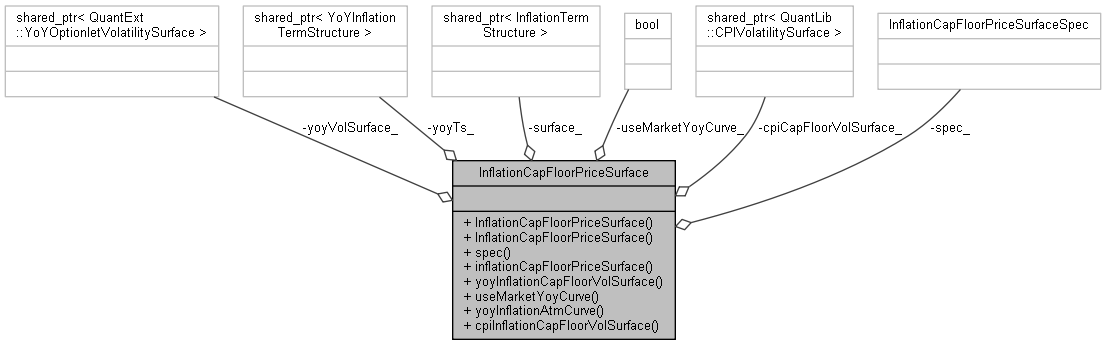 shared_ptr< QuantExt
::YoYOptionletVolatilitySurface >
shared_ptr< YoYInflation
TermStructure >
shared_ptr< InflationTerm
Structure >
bool
shared_ptr< QuantLib
::CPIVolatilitySurface >
InflationCapFloorPriceSurfaceSpec
-yoyVolSurface_
-yoyTs_
-surface_
-useMarketYoyCurve_
-cpiCapFloorVolSurface_
-spec_
InflationCapFloorPriceSurface
+ InflationCapFloorPriceSurface()
+ InflationCapFloorPriceSurface()
+ spec()
+ inflationCapFloorPriceSurface()
+ yoyInflationCapFloorVolSurface()
+ useMarketYoyCurve()
+ yoyInflationAtmCurve()
+ cpiInflationCapFloorVolSurface()